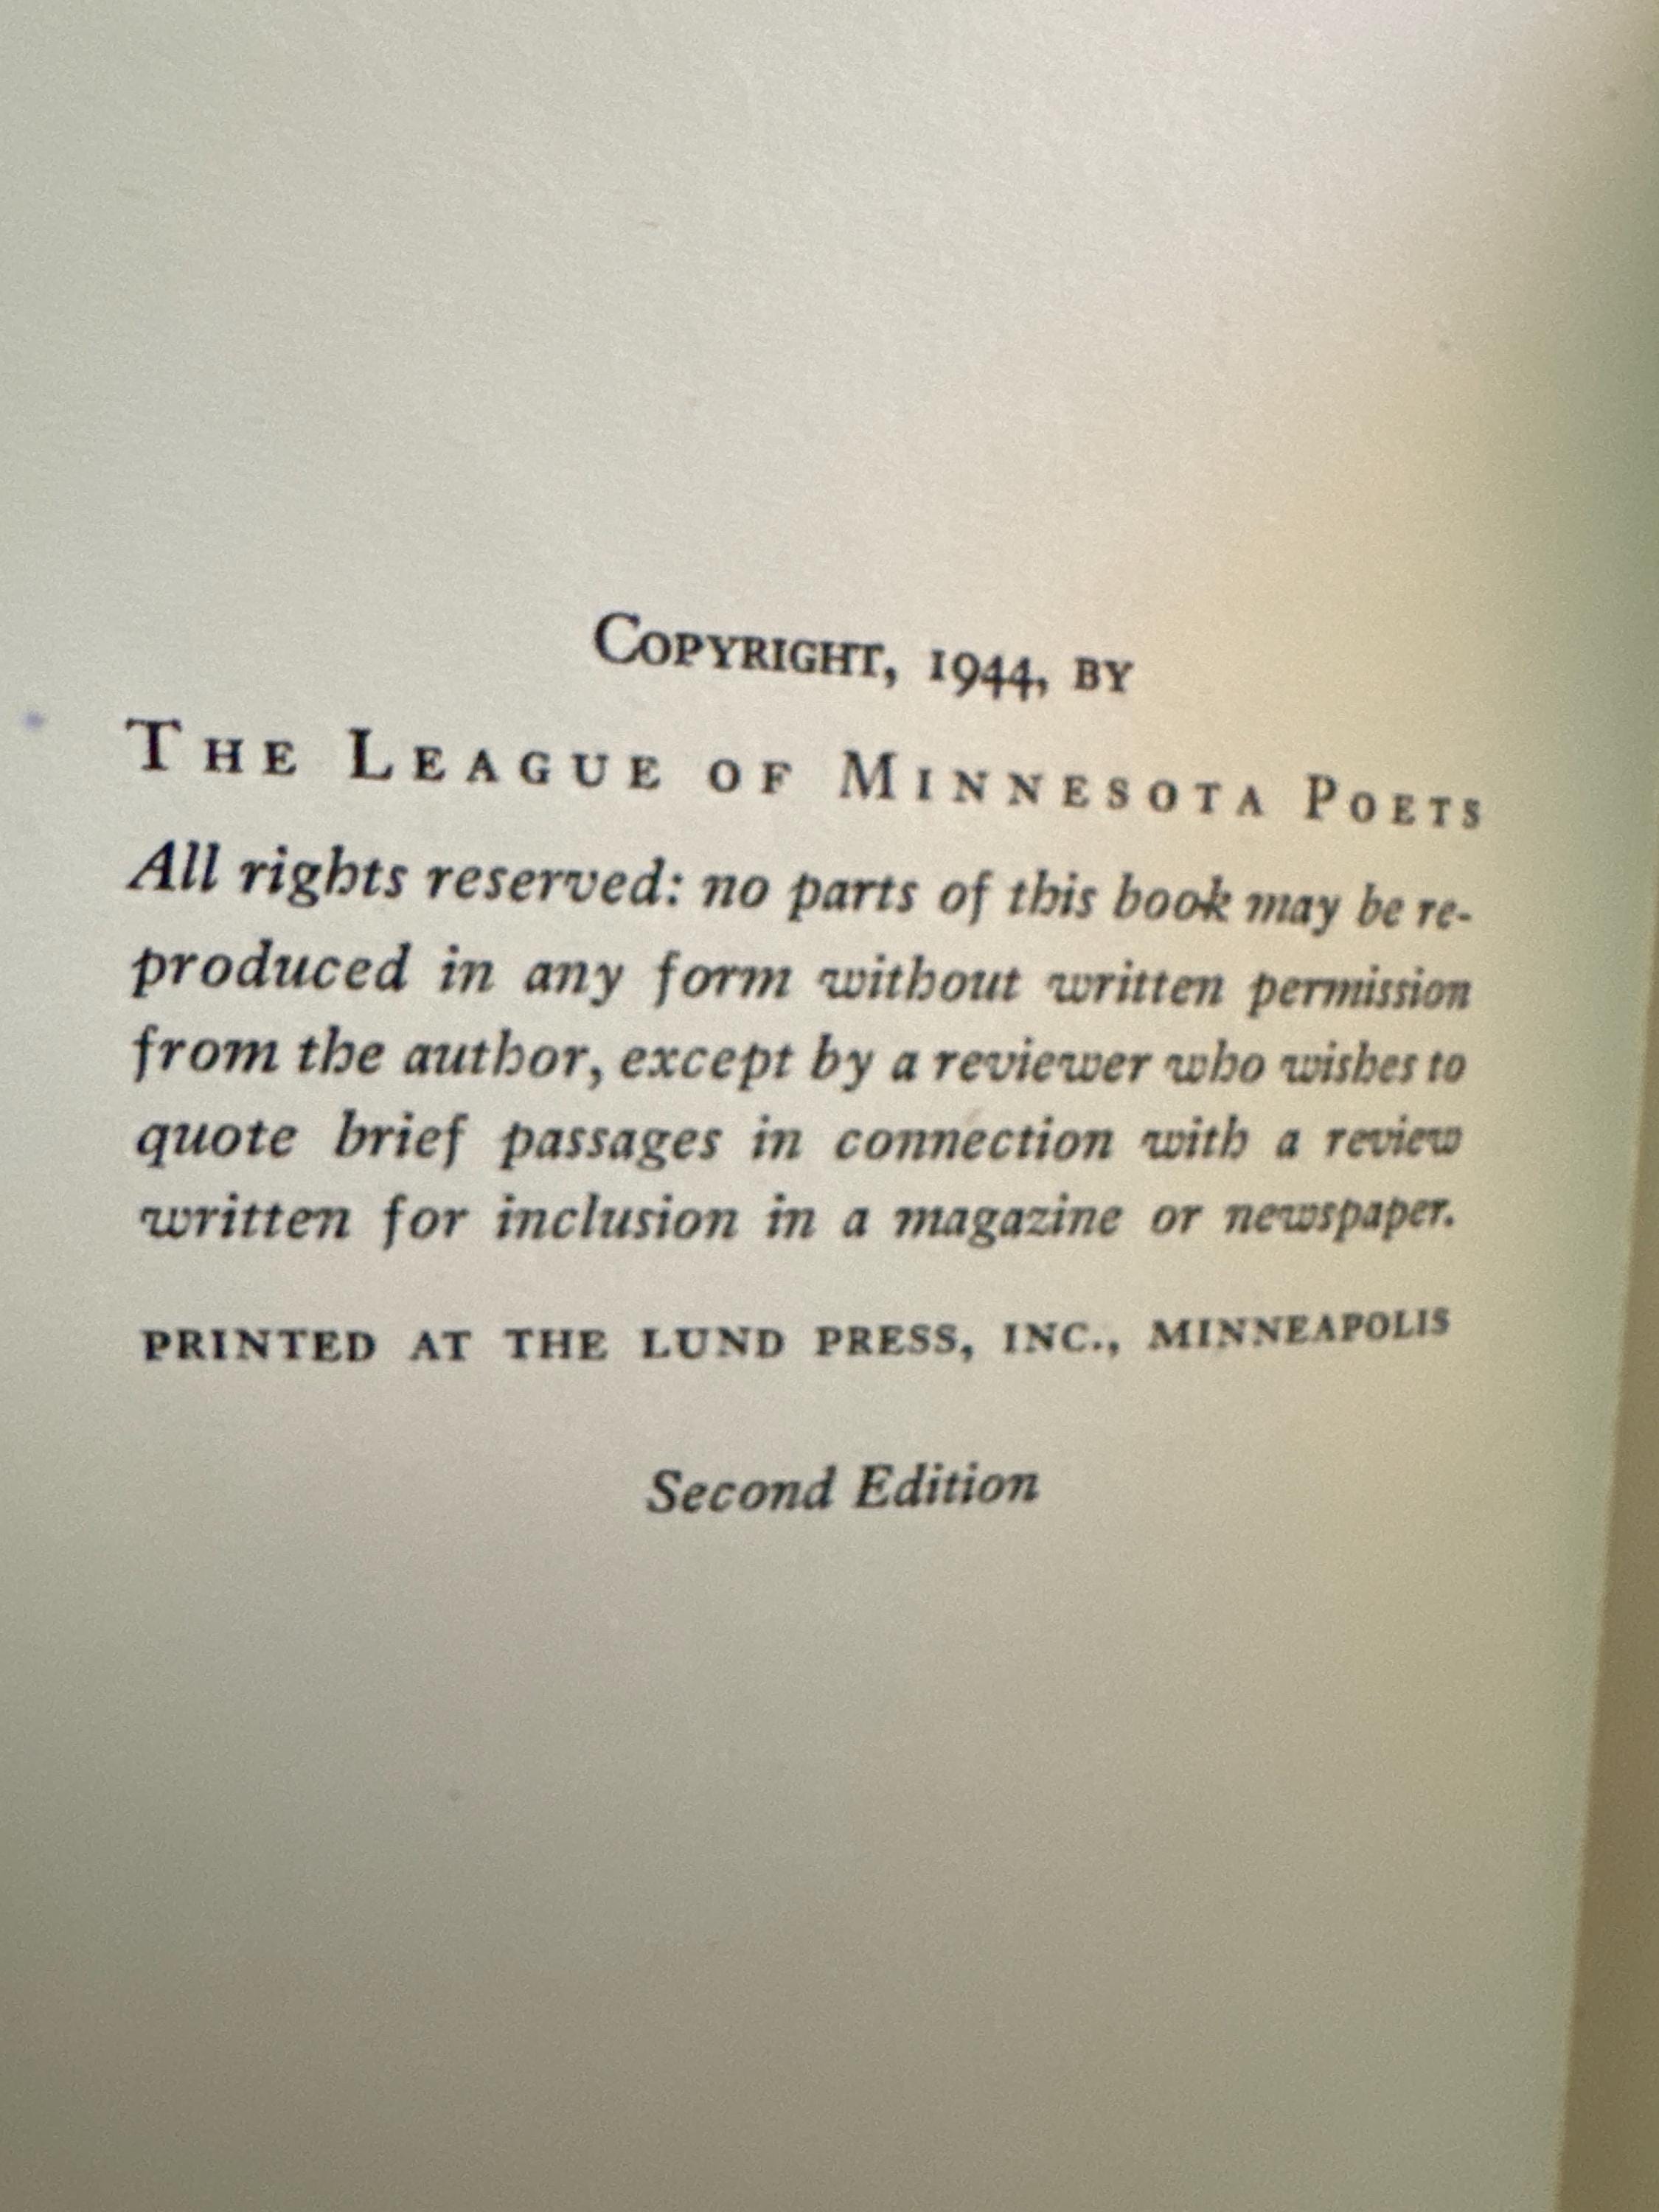 Copyright, 1944, by
The League of Minnesota Poets
All rights reserved: no parts of this book may be re-
produced in any form without written permission
from the author, except by a reviewer who wishes to
quote brief passages in connection with a review
written for inclusion in a magazine or newspaper.
PRINTED AT THE LUND PRESS, INC., MINNEAPOLIS
Second Edition